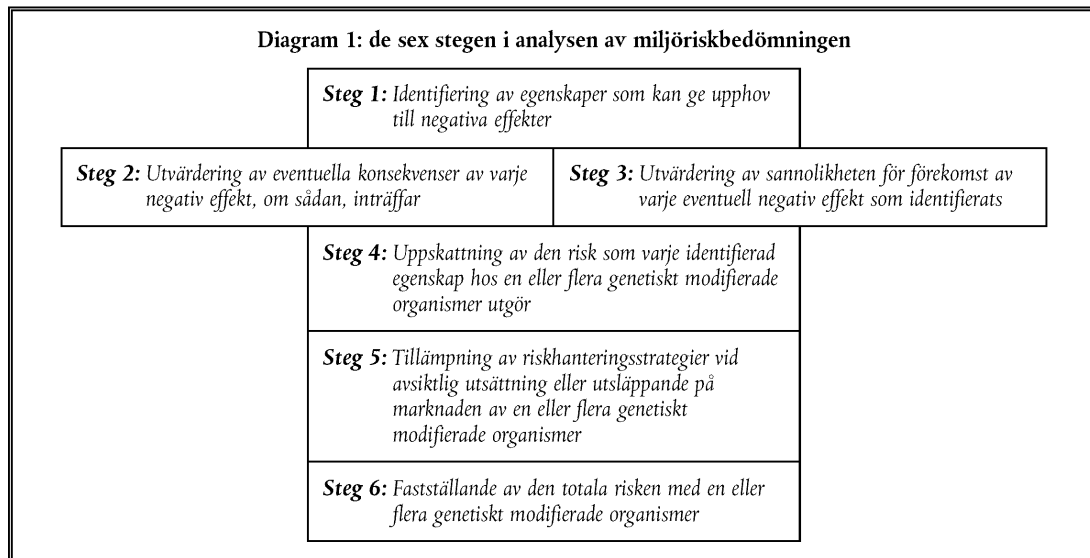 Diagram 1: de sex stegen i analysen av miljöriskbedömningen
Steg 1: Identifiering av egenskaper som kan ge upphov
till negativa effekter
Steg 2: Utvärdering av eventuella konsekvenser av varje
negativ effekt, om sådan, inträffar
Steg 3: Utvärdering av sannolikheten för förekomst av
varje eventuell negativ effekt som identifierats
Steg 4: Uppskattning av den risk som varje identifierad
egenskap hos en eller flera genetiskt modifierade
organismer utgör
Steg 5: Tillämpning av riskhanteringsstrategier vid
avsiktlig utsättning eller utsläppande på
marknaden av en eller flera genetiskt
modifierade organismer
Steg 6: Fastställande av den totala risken med en eller
flera genetiskt modifierade organismer